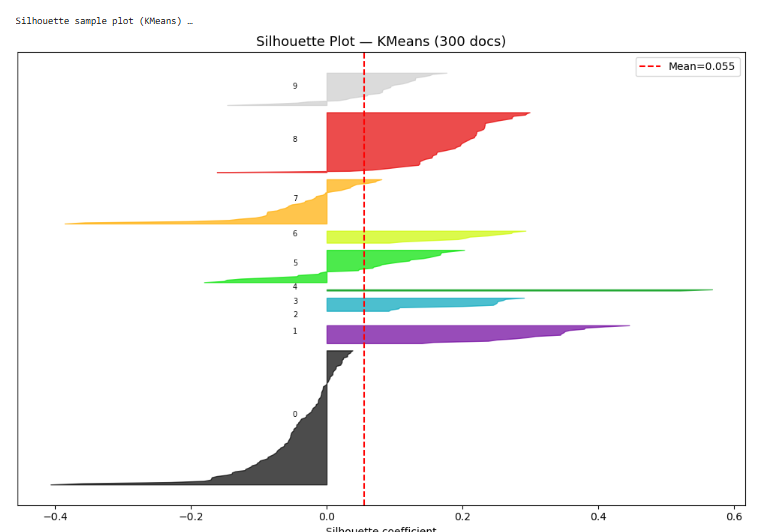 Silhouette sample plot (KMeans) …
Silhouette Plot — KMeans (300 docs)
Mean=0.055
9
8
7
6
5
4
3
2
1
0
−0.4 −0.2 0.0 0.2 0.4 0.6
Silhouette coefficient